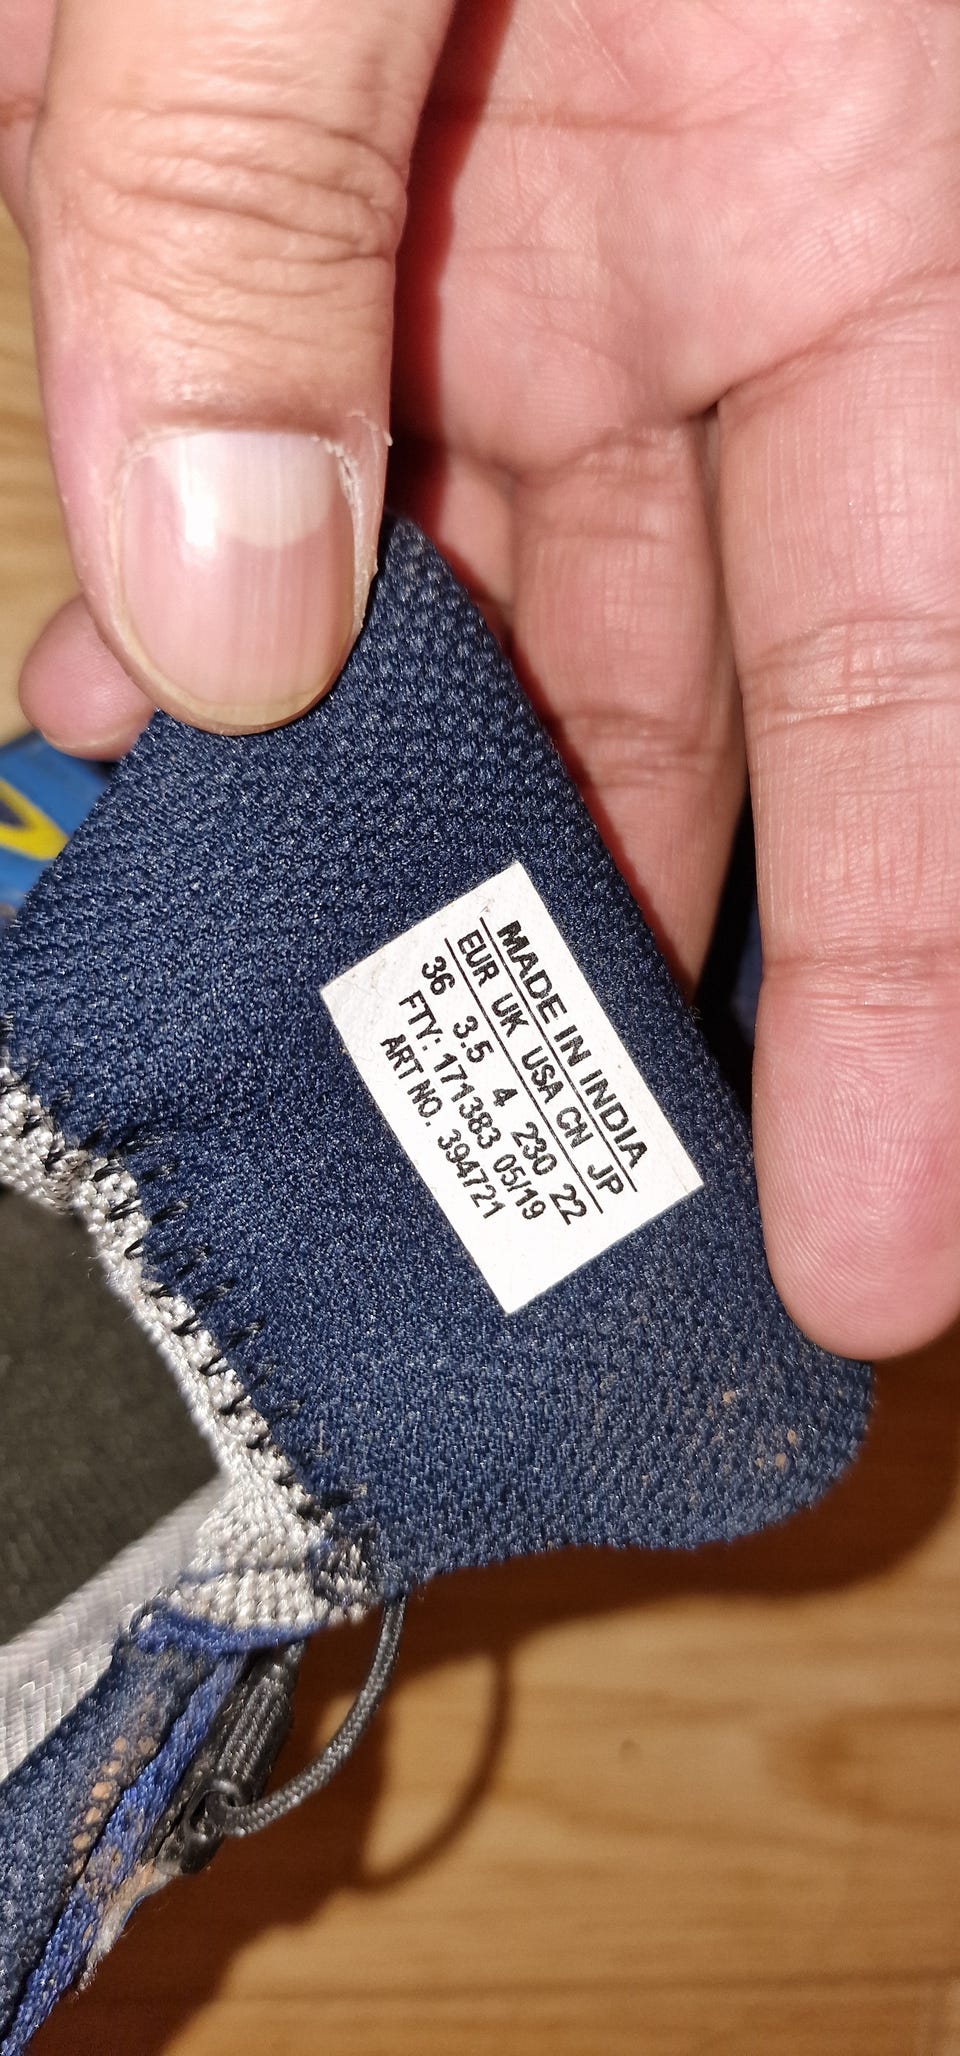 MADE IN INDIA
EUR UK USA CN JP
36 3.5 4 230 22
FTY: 171383 05/19
ART NO. 394721